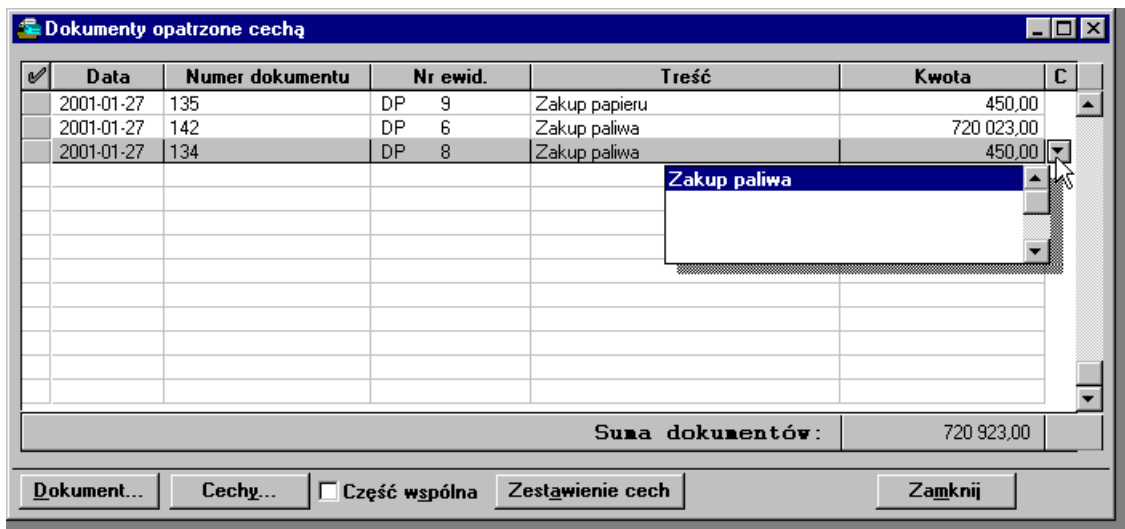 Dokumenty opatrzone cechą
Data Numer dokumentu Nr ewid. Treść Kwota C
2001-01-27 135 DP 9 Zakup papieru 450,00
2001-01-27 142 DP 6 Zakup paliwa 720 023,00
2001-01-27 134 DP 8 Zakup paliwa 450,00
Zakup paliwa
Suma dokumentów: 720 923,00
Dokument... Cechy... Część wspólna Zestawienie cech Zamknij